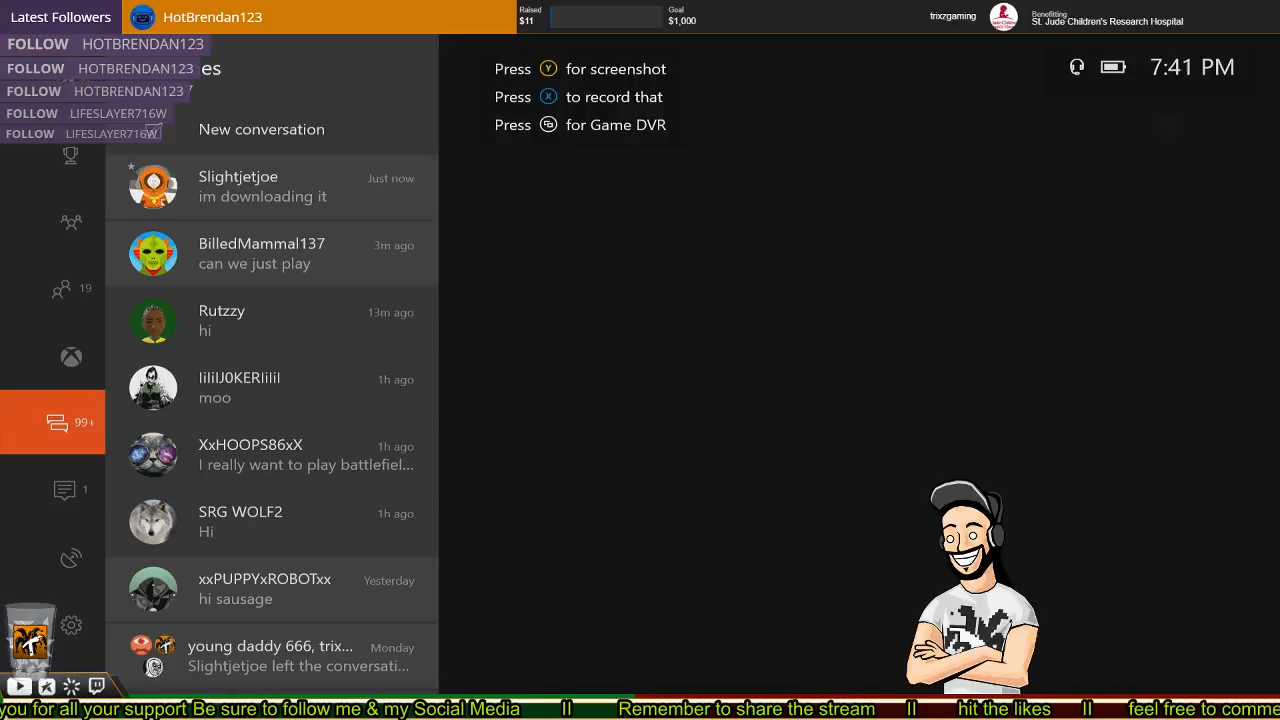 Latest Followers
HotBrendan123
Raised
$11
Goal
$1,000
trixzgaming
Benefitting
St. Jude Children's Research Hospital
FOLLOW HOTBRENDAN123
FOLLOW HOTBRENDAN123
FOLLOW HOTBRENDAN123
FOLLOW LIFESLAYER716W
FOLLOW LIFESLAYER716W
es
Press Y for screenshot
Press X to record that
Press for Game DVR
7:41 PM
New conversation
Slightjetjoe
Just now
im downloading it
BilledMammal137
3m ago
can we just play
Rutzzy
13m ago
hi
1h ago
moo
XxHOOPS86xX
1h ago
I really want to play battlefiel...
SRG WOLF2
1h ago
Hi
xxPUPPYxROBOTxx
Yesterday
hi sausage
young daddy 666, trix...
Monday
Slightjetjoe left the conversati...
19
99+
1
you for all your support Be sure to follow me & my Social Media II Remember to share the stream II hit the likes II feel free to comme